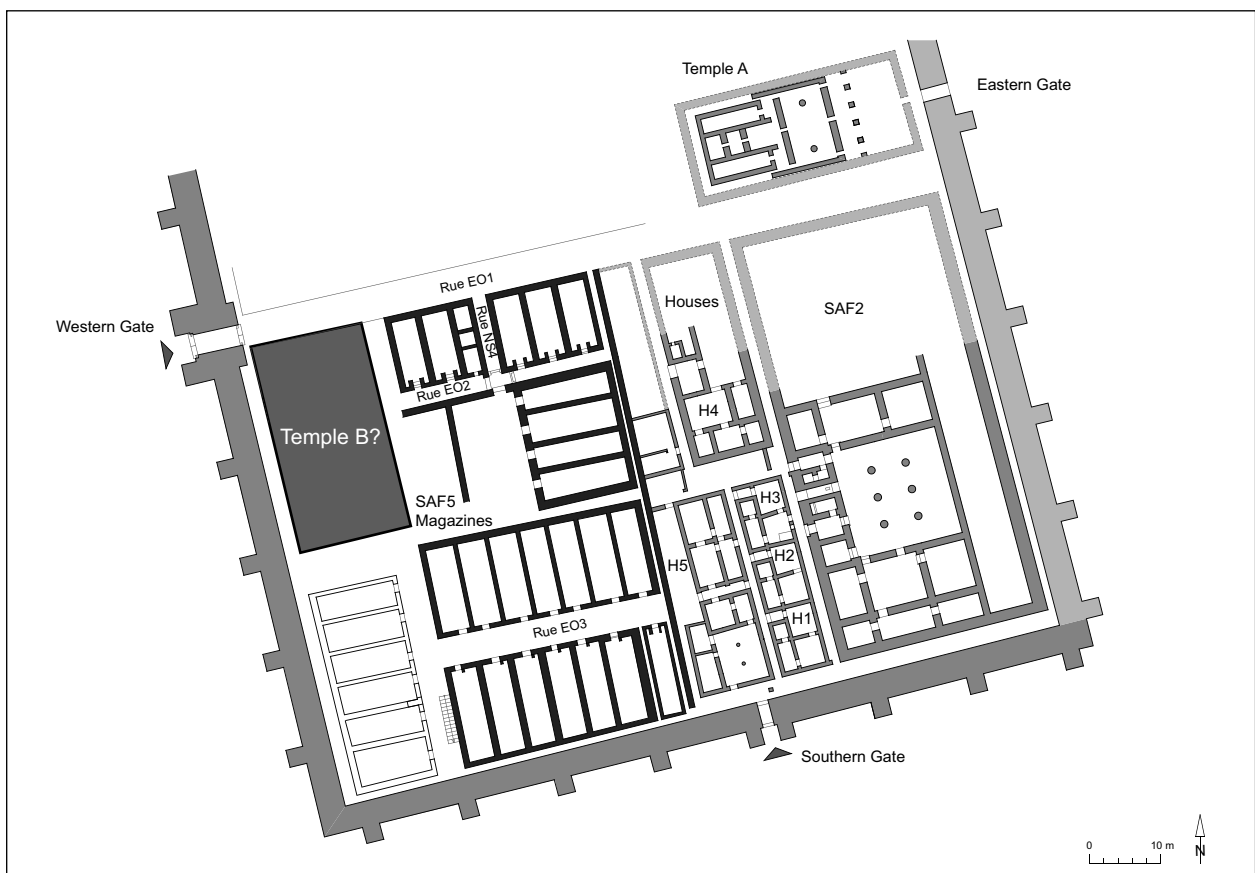 Temple A
Eastern Gate
Rue EO1
Houses
SAF2
Western Gate
Rue NS4
Rue EO2
H4
Temple B?
SAF5
Magazines
H3
H2
H5
H1
Rue EO3
Southern Gate
0
10 m
N